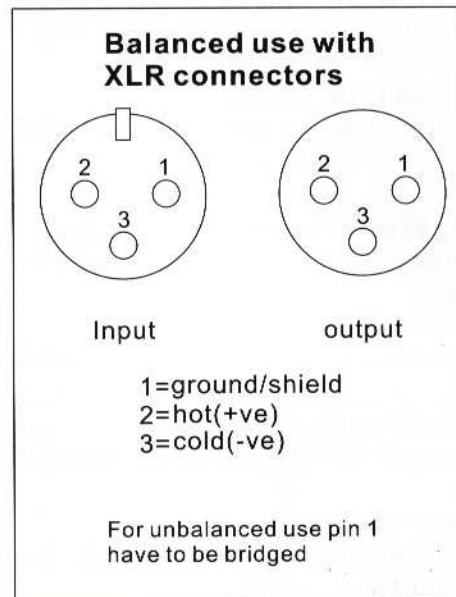 Balanced use with
XLR connectors
2 1
3
2 1
3
Input
output
1=ground/shield
2=hot(+ve)
3=cold(-ve)
For unbalanced use pin 1
have to be bridged